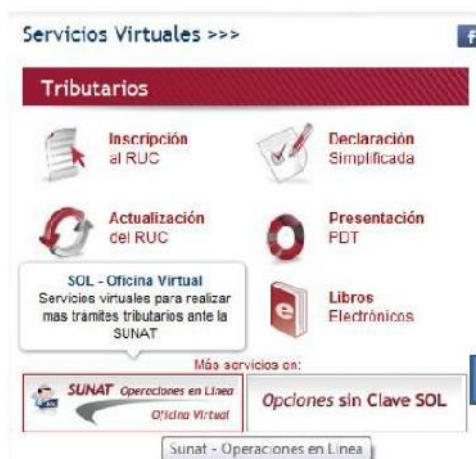 Servicios Virtuales >>>
f
Tributarios
Inscripción
al RUC
Declaración
Simplificada
Actualización
del RUC
Presentación
PDT
SOL - Oficina Virtual
Servicios virtuales para realizar
mas trámites tributarios ante la
SUNAT
Libros
Electrónicos
e
Más servicios en:
SUNAT Operaciones en Línea
Oficina Virtual
Opciones sin Clave SOL
Sunat - Operaciones en Linea